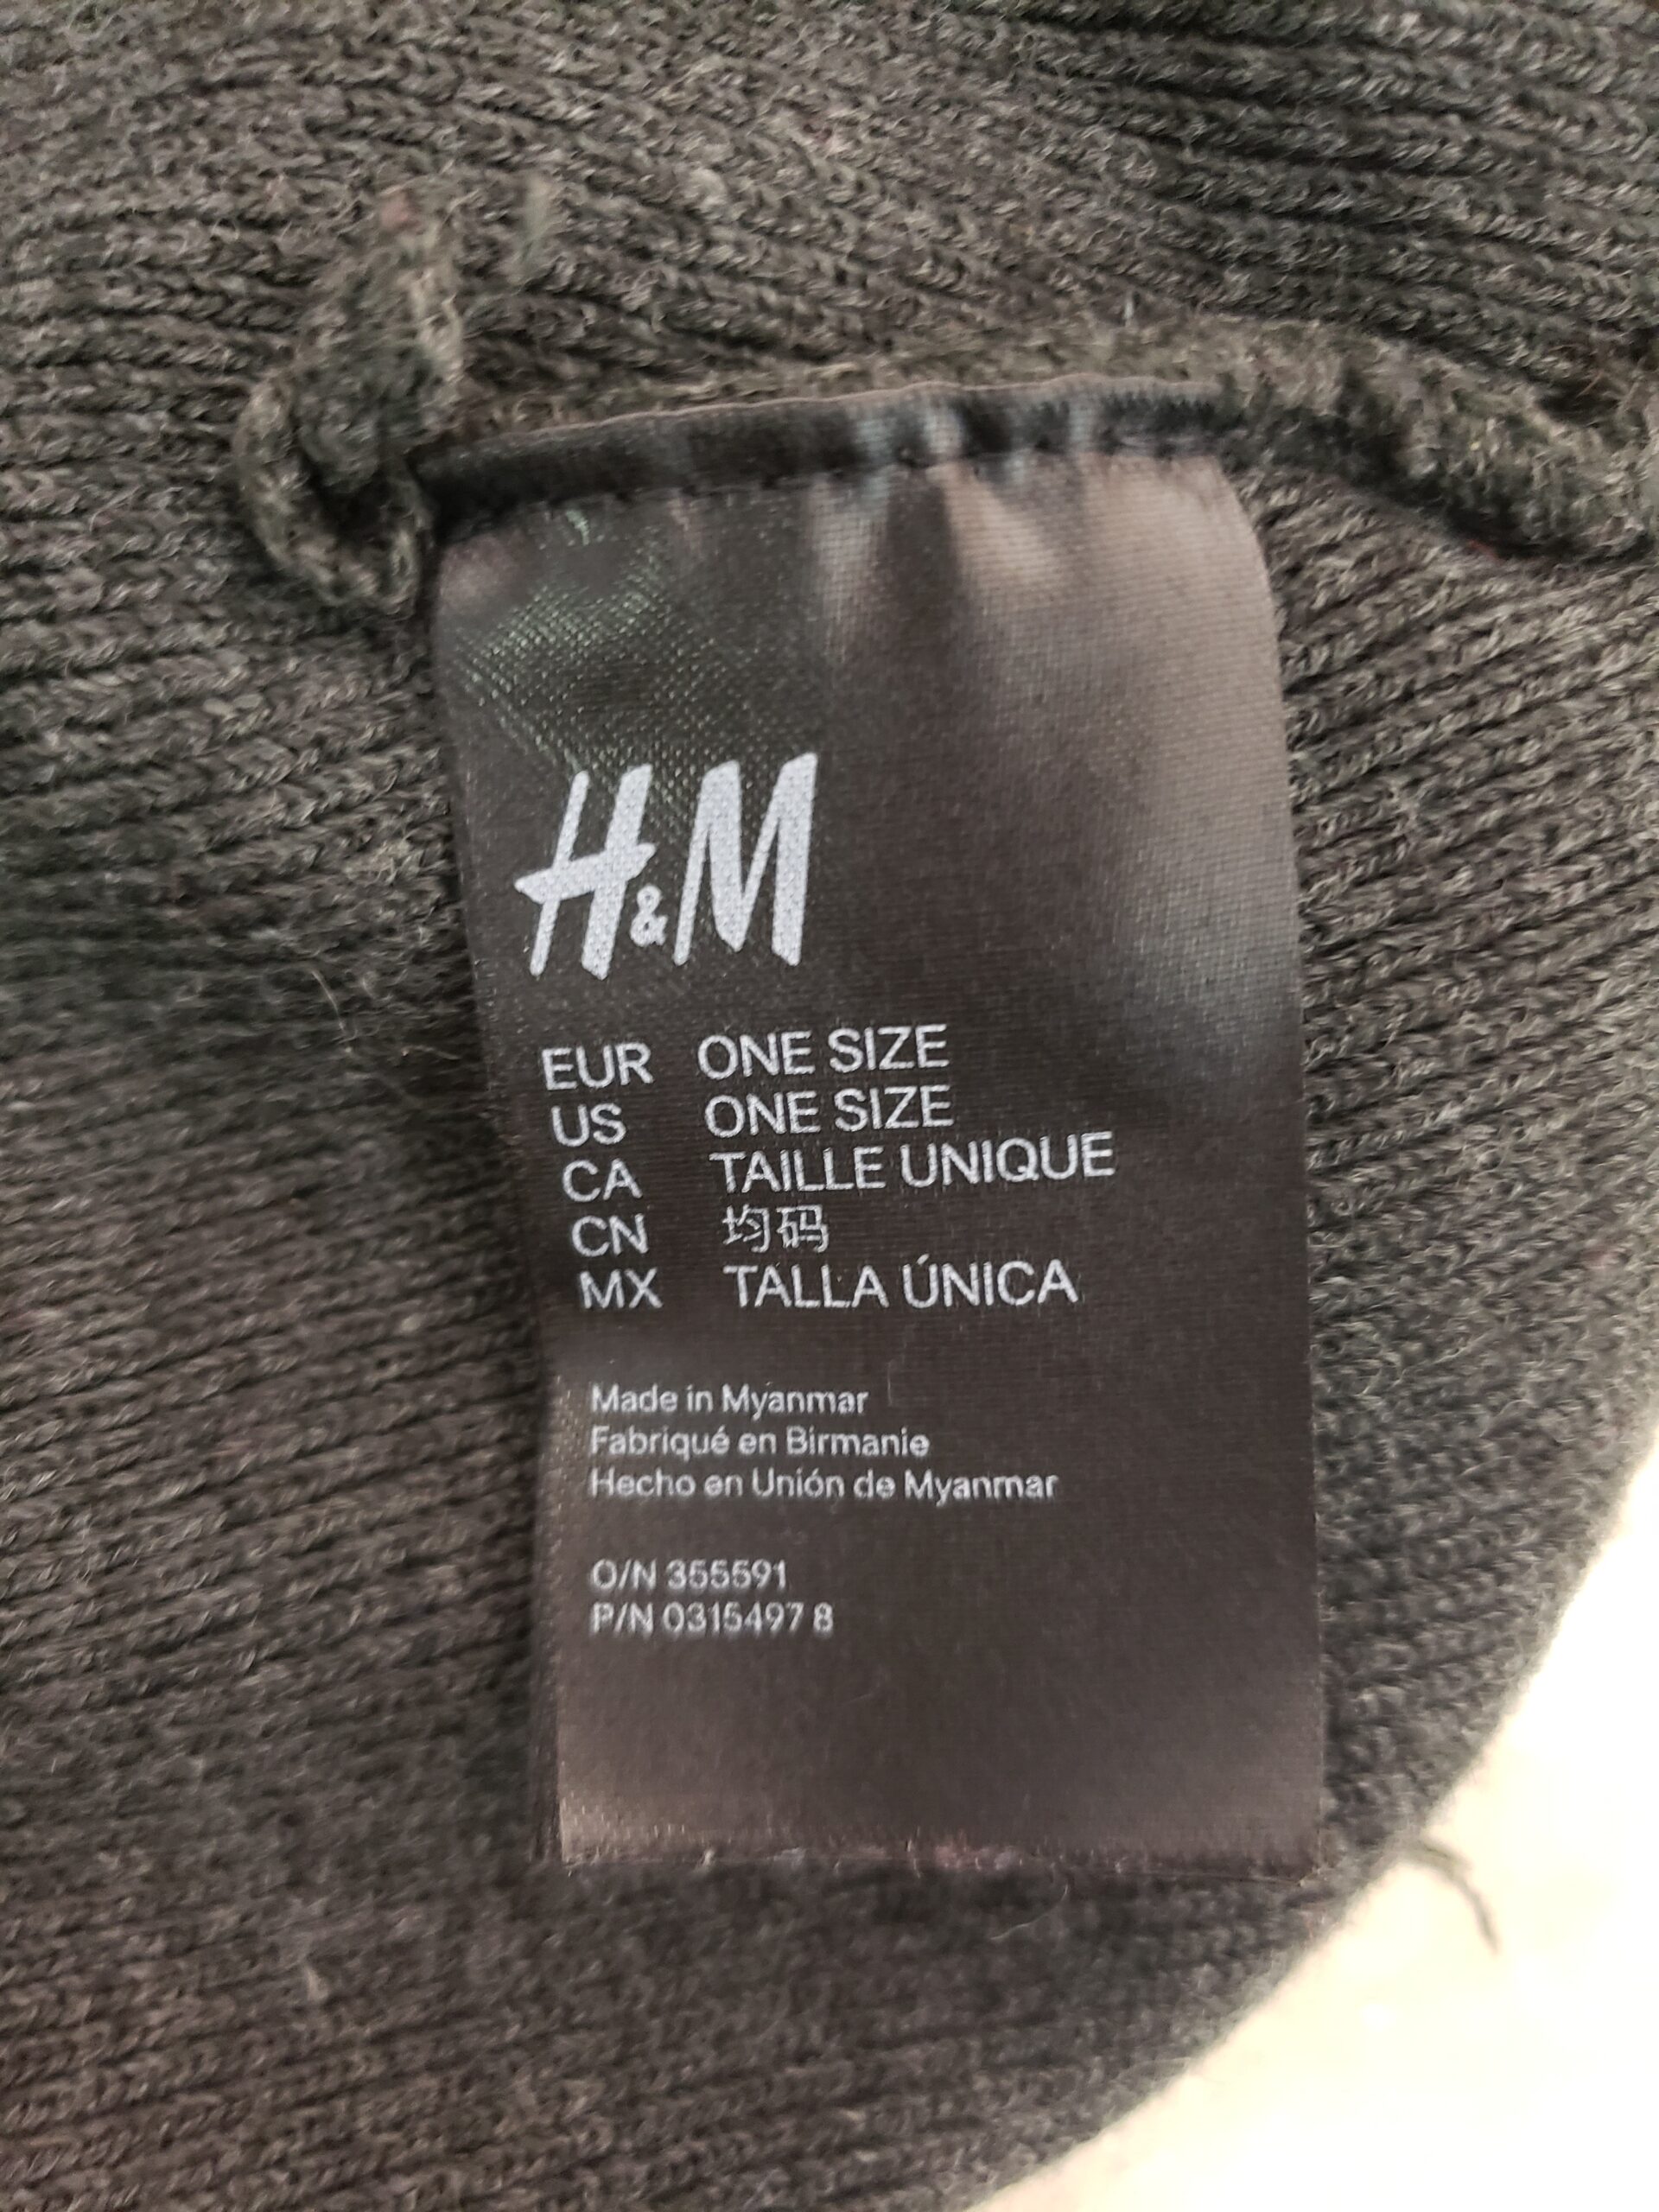 H&M
EUR ONE SIZE
US ONE SIZE
CA TAILLE UNIQUE
CN 均码
MX TALLA ÚNICA
Made in Myanmar
Fabriqué en Birmanie
Hecho en Unión de Myanmar
O/N 355591
P/N 0315497 8